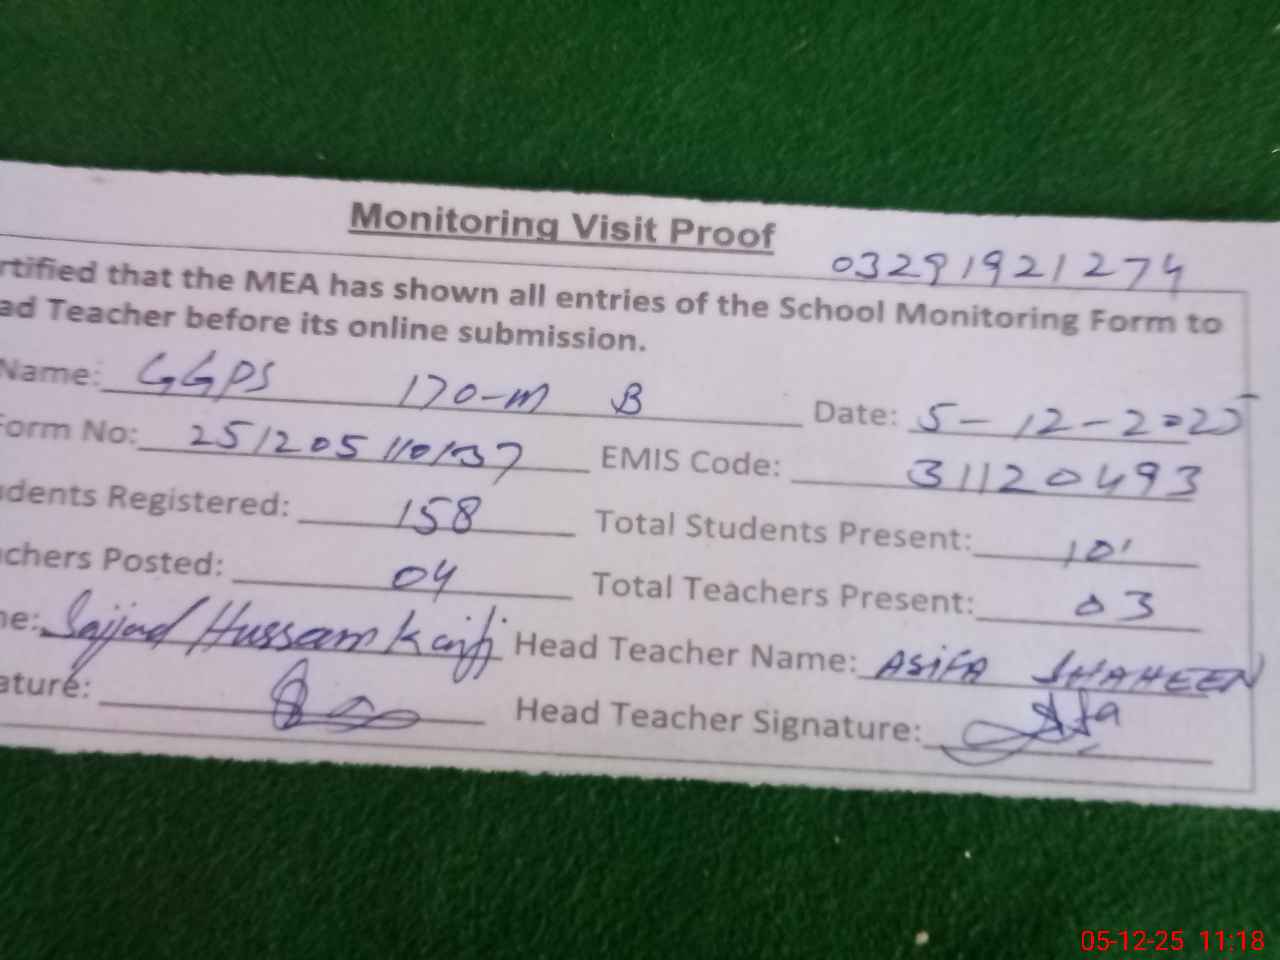 Monitoring Visit Proof
03291921274
rtified that the MEA has shown all entries of the School Monitoring Form to
ad Teacher before its online submission.
Name: GGPS 170-m B Date: 5-12-2025
Form No: 251205110137 EMIS Code: 31120493
dents Registered: 158 Total Students Present: 101
chers Posted: 04 Total Teachers Present: 03
me: Sajjad Hussain Head Teacher Name: ASIFA SHAHEEN
ature: Head Teacher Signature:
05-12-25 11:18